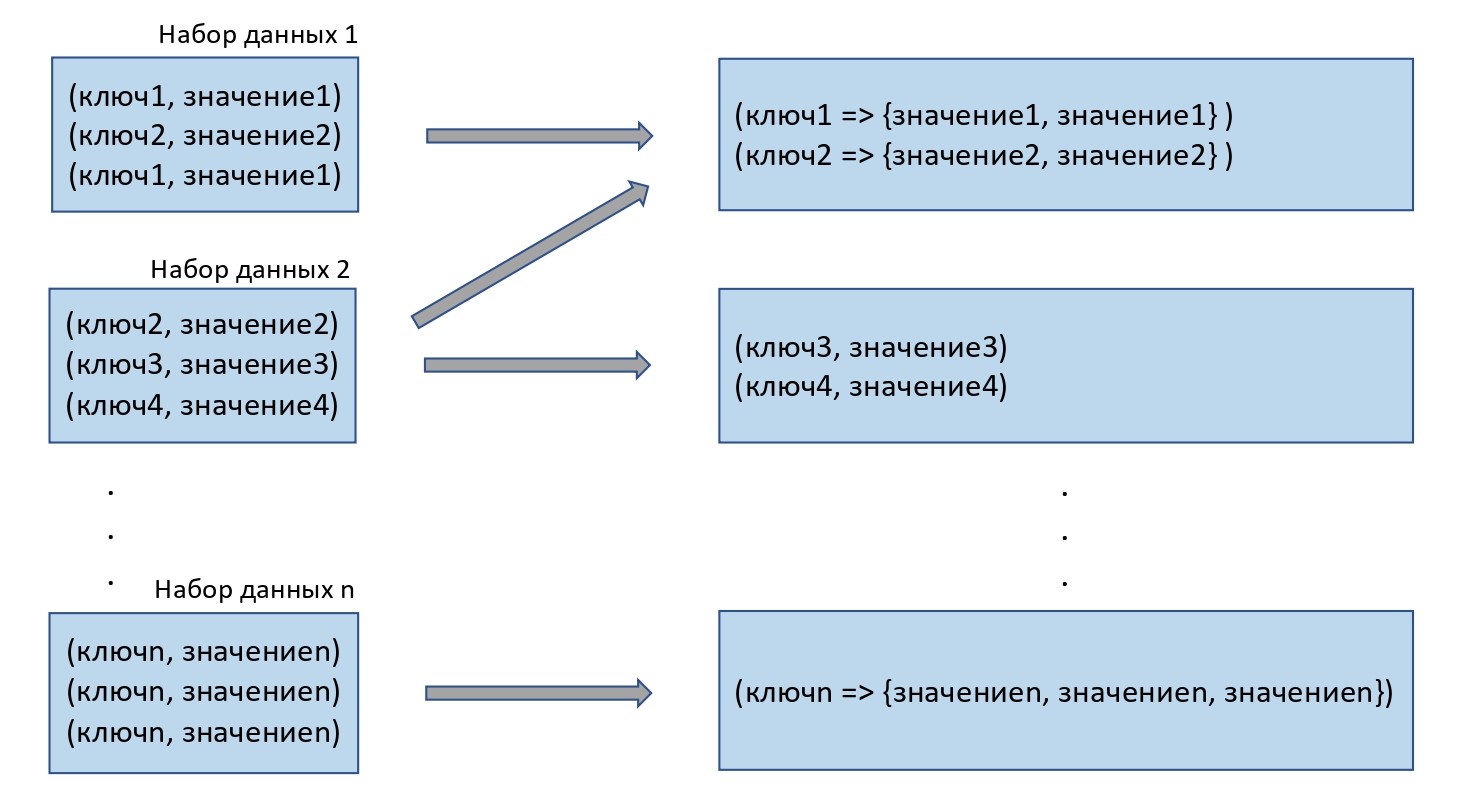 Набор данных 1
(ключ1, значение1)
(ключ2, значение2)
(ключ1, значение1)
(ключ1 => {значение1, значение1} )
(ключ2 => {значение2, значение2} )
Набор данных 2
(ключ2, значение2)
(ключ3, значение3)
(ключ4, значение4)
(ключ3, значение3)
(ключ4, значение4)
.
.
.
.
.
.
Набор данных n
(ключn, значениеn)
(ключn, значениеn)
(ключn, значениеn)
(ключn => {значениеn, значениеn, значениеn})